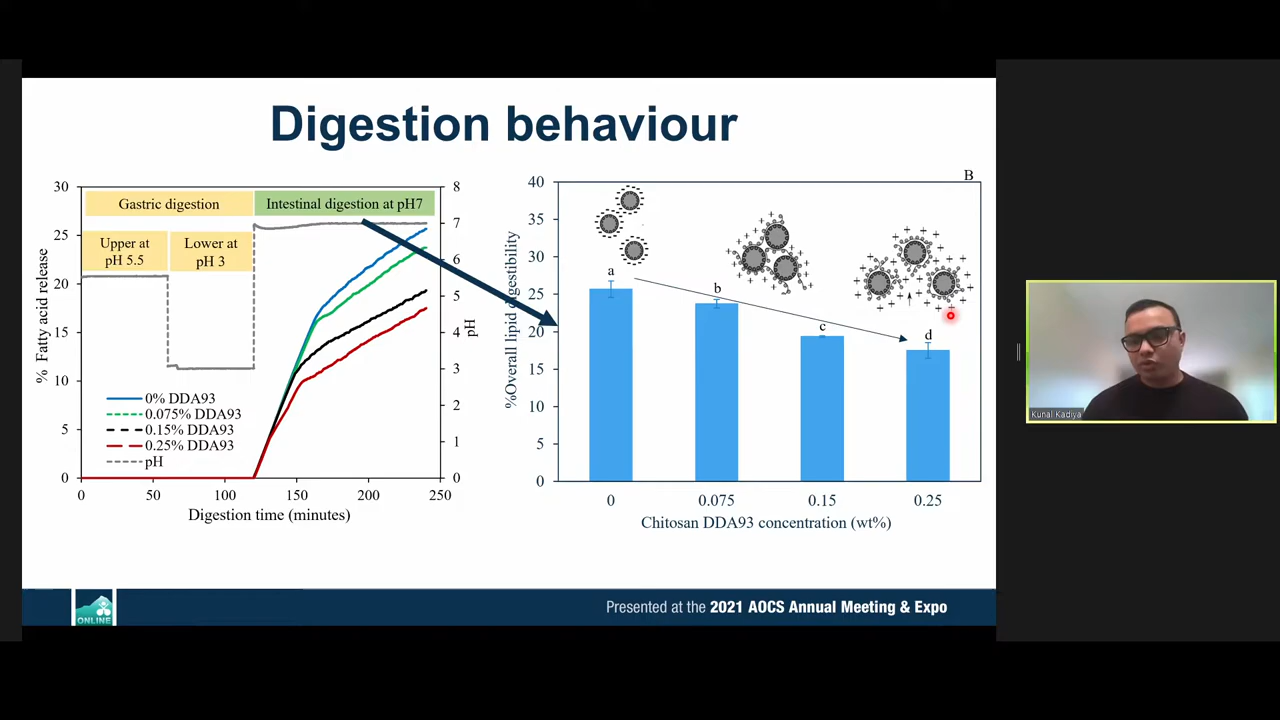 Digestion behaviour
30
25
20
15
10
5
0
0
50
100
150
200
250
% Fatty acid release
Digestion time (minutes)
Gastric digestion
Intestinal digestion at pH7
Upper at
pH 5.5
Lower at
pH 3
0% DDA93
0.075% DDA93
0.15% DDA93
0.25% DDA93
pH
8
7
6
5
4
3
2
1
0
pH
B
40
35
30
25
20
15
10
5
0
%Overall lipid digestibility
a
b
c
d
0
0.075
0.15
0.25
Chitosan DDA93 concentration (wt%)
Kunal Kadiya
ONLINE
Presented at the 2021 AOCS Annual Meeting & Expo